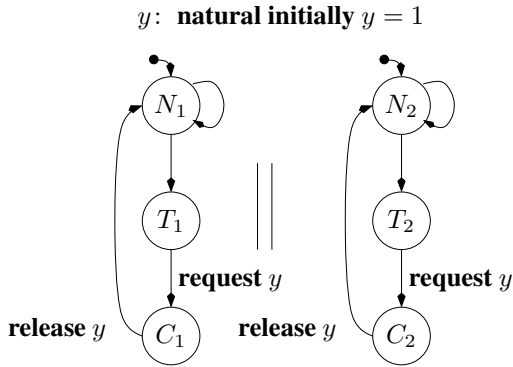 y: natural initially y = 1
N₁ N₂
T₁ T₂
request y request y
release y C₁ release y C₂